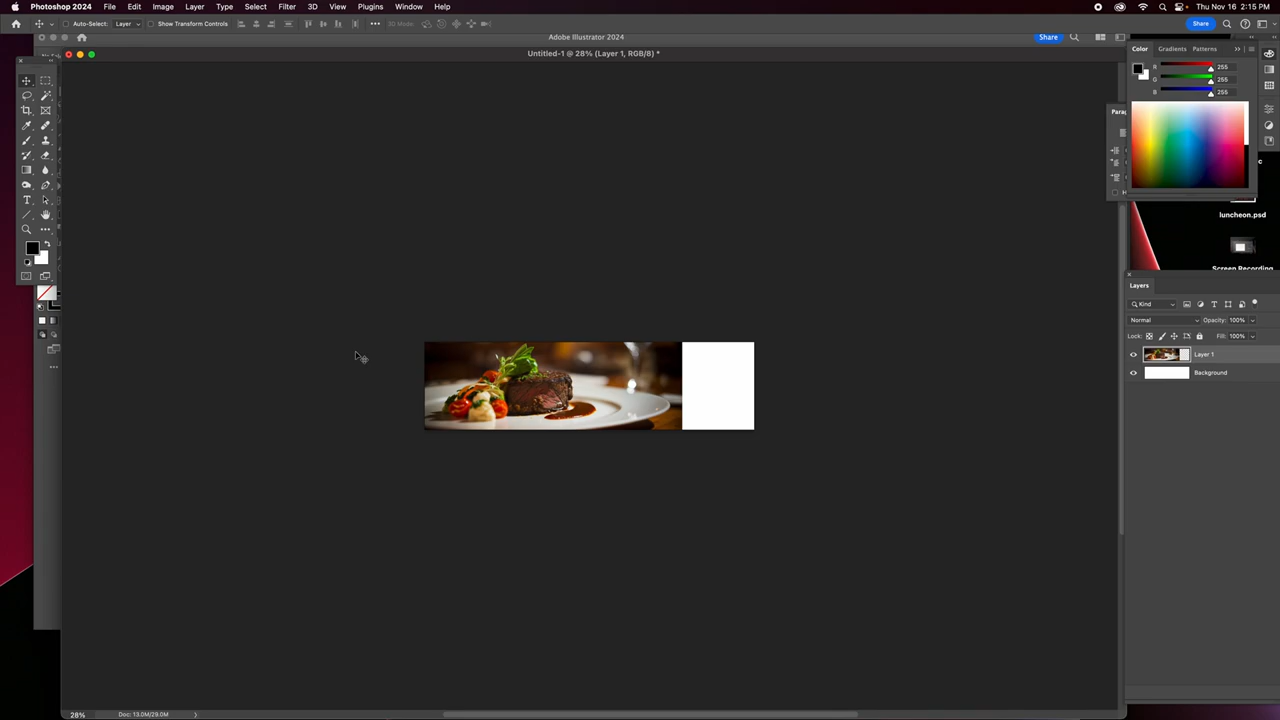 Photoshop 2024 File Edit Image Layer Type Select Filter 3D View Plugins Window Help Thu Nov 16 2:15 PM
Auto-Select: Layer Show Transform Controls 3D Mode: Share
Adobe Illustrator 2024 Share
Untitled-1 @ 28% (Layer 1, RGB/8) *
Color Gradients Patterns
R 255
G 255
B 255
Parag
luncheon.psd
Screen Recording
Layers
Kind
Normal Opacity: 100%
Lock: Fill: 100%
Layer 1
Background
28% Doc: 13.0M/29.0M